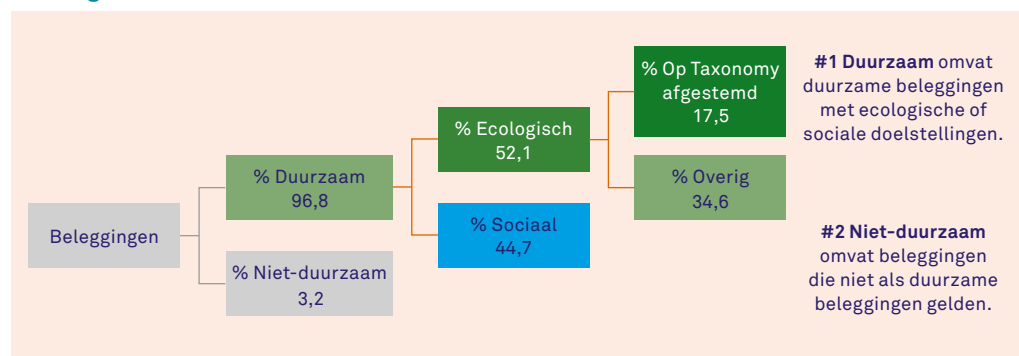 Beleggingen
% Duurzaam
96,8
% Niet-duurzaam
3,2
% Ecologisch
52,1
% Sociaal
44,7
% Op Taxonomy
afgestemd
17,5
% Overig
34,6
#1 Duurzaam omvat
duurzame beleggingen
met ecologische of
sociale doelstellingen.
#2 Niet-duurzaam
omvat beleggingen
die niet als duurzame
beleggingen gelden.